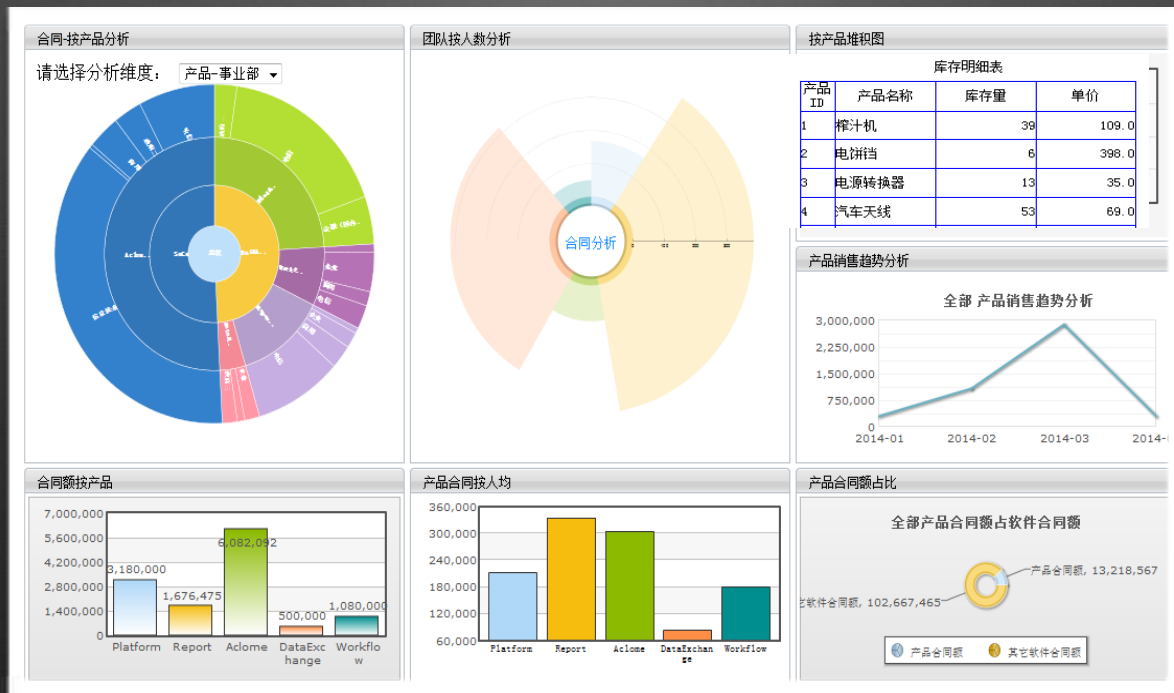 合同-按产品分析
请选择分析维度： 产品-事业部
团队按人数分析
合同分析
按产品堆积图
库存明细表
产品ID 产品名称 库存量 单价
1 榨汁机 39 109.0
2 电饼铛 6 398.0
3 电源转换器 13 35.0
4 汽车天线 53 69.0
产品销售趋势分析
全部 产品销售趋势分析
3,000,000
2,250,000
1,500,000
750,000
0
2014-01 2014-02 2014-03 2014-
合同额按产品
7,000,000
5,600,000
4,200,000
2,800,000
1,400,000
0
3,180,000
1,676,475
6,082,092
500,000
1,080,000
Platform Report Aclome DataExchange Workflow
产品合同按人均
360,000
300,000
240,000
180,000
120,000
60,000
Platform Report Aclome DataExchange Workflow
产品合同额占比
全部产品合同额占软件合同额
产品合同额, 13,218,567
它软件合同额, 102,667,465
产品合同额 其它软件合同额